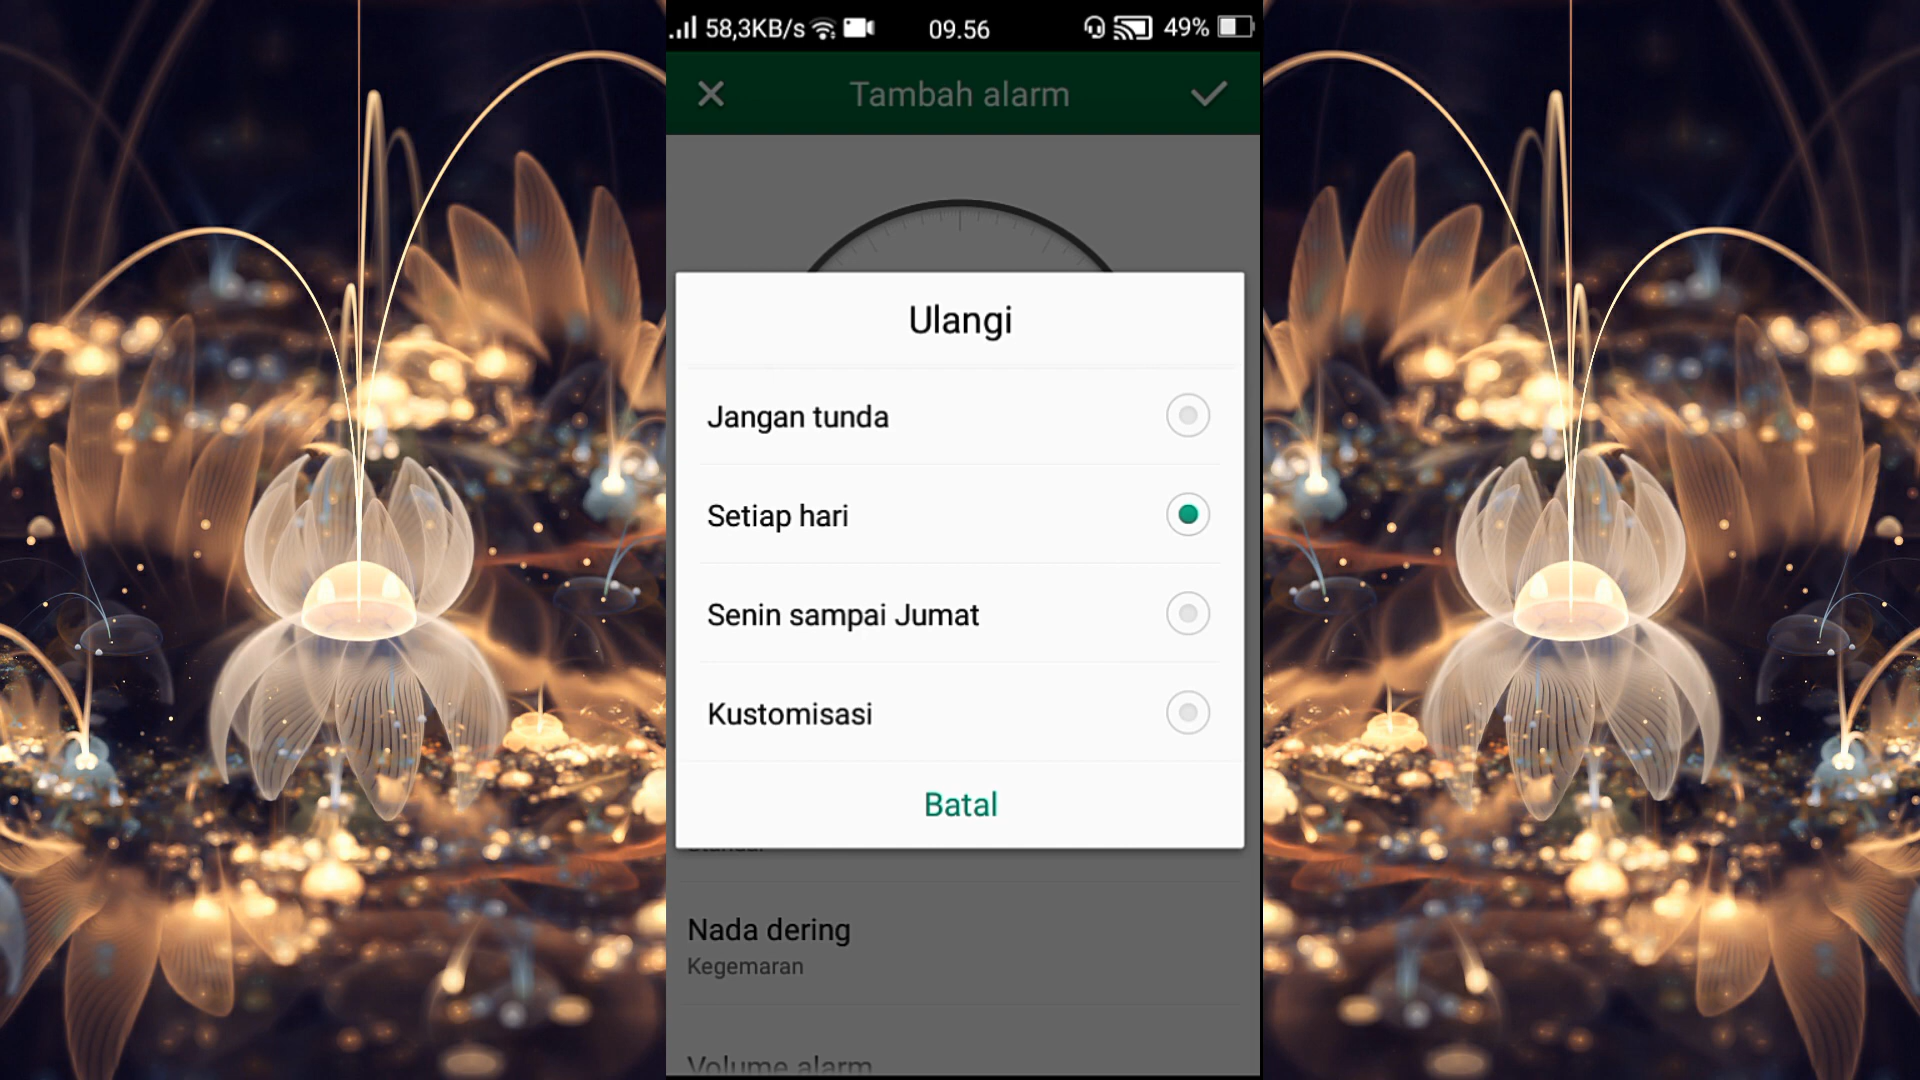 58,3KB/s 09.56 49%
Tambah alarm
Ulangi
Jangan tunda
Setiap hari
Senin sampai Jumat
Kustomisasi
Batal
Nada dering
Kegemaran
Volume alarm